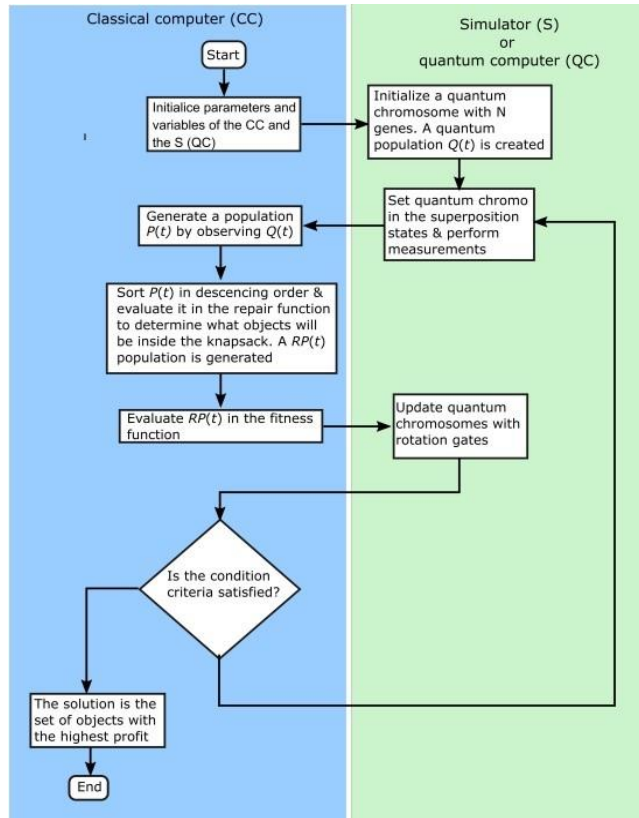 Classical computer (CC)
Simulator (S)
or
quantum computer (QC)
Start
Initialice parameters and
variables of the CC and
the S (QC)
Initialize a quantum
chromosome with N
genes. A quantum
population Q(t) is created
Set quantum chromo
in the superposition
states & perform
measurements
Generate a population
P(t) by observing Q(t)
Sort P(t) in descencing order &
evaluate it in the repair function
to determine what objects will
be inside the knapsack. A RP(t)
population is generated
Evaluate RP(t) in the fitness
function
Update quantum
chromosomes with
rotation gates
Is the condition
criteria satisfied?
The solution is the
set of objects with
the highest profit
End